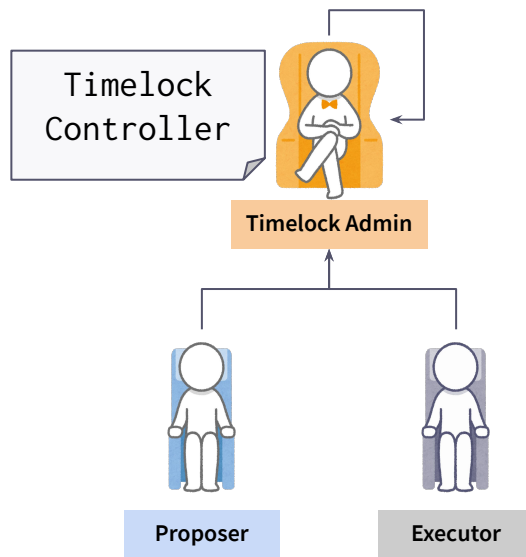 Timelock
Controller
Timelock Admin
Proposer
Executor